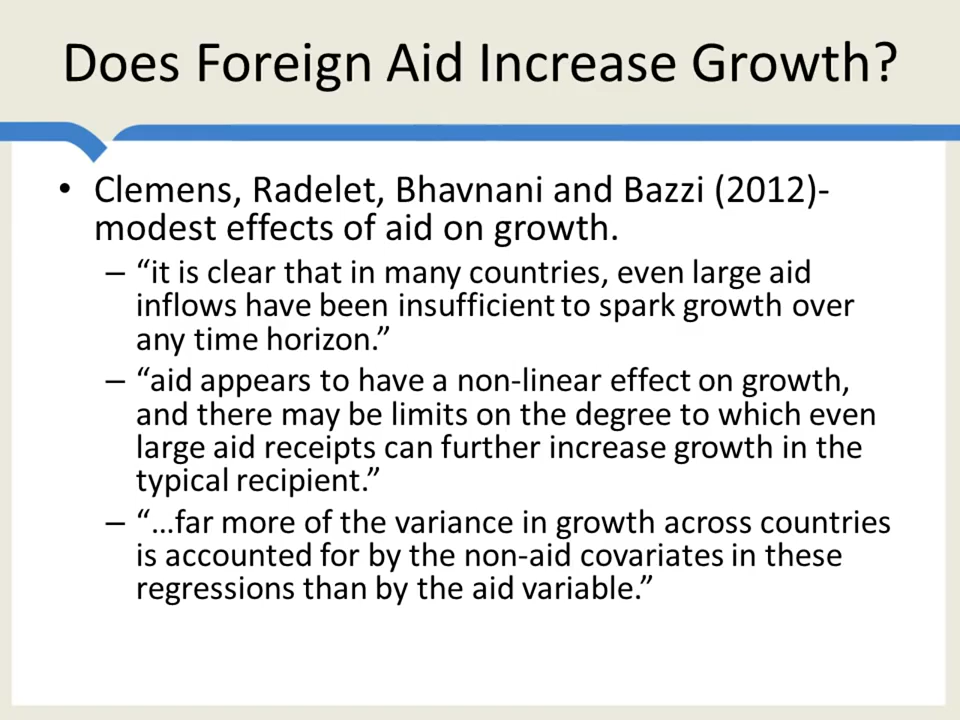 Does Foreign Aid Increase Growth?
• Clemens, Radelet, Bhavnani and Bazzi (2012)-
modest effects of aid on growth.
– “it is clear that in many countries, even large aid
inflows have been insufficient to spark growth over
any time horizon.”
– “aid appears to have a non-linear effect on growth,
and there may be limits on the degree to which even
large aid receipts can further increase growth in the
typical recipient.”
– “…far more of the variance in growth across countries
is accounted for by the non-aid covariates in these
regressions than by the aid variable.”